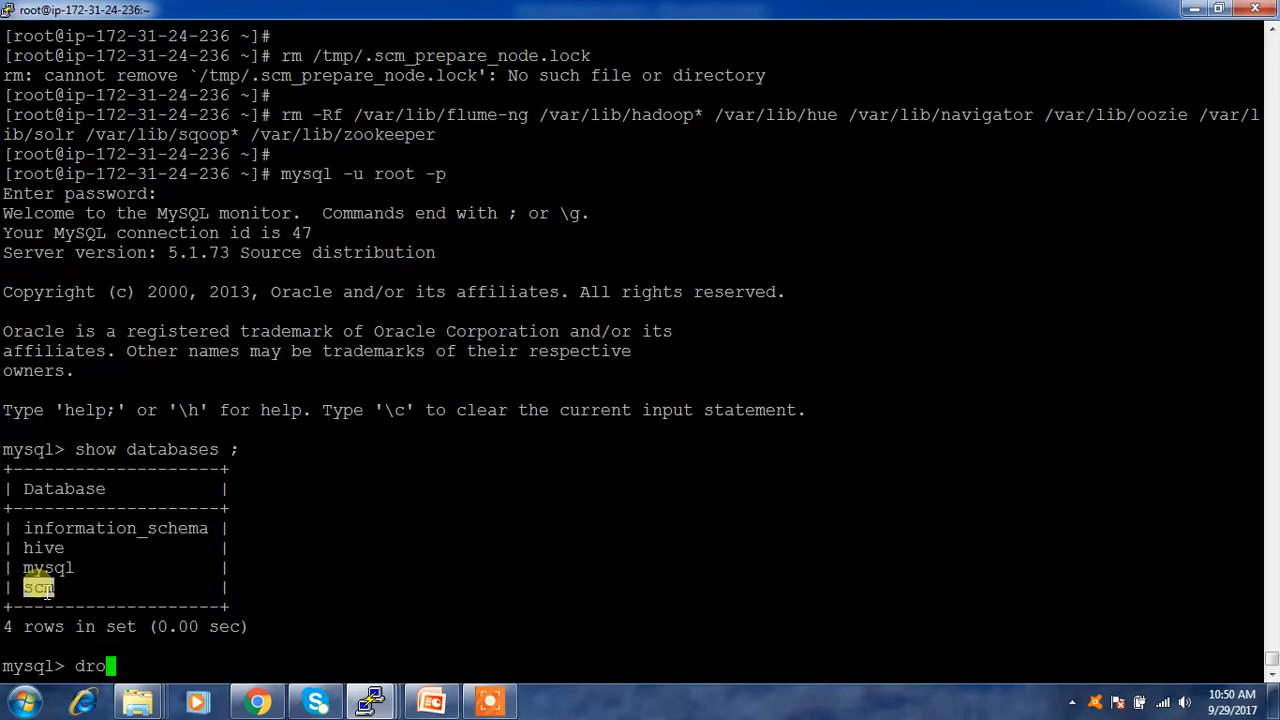 root@ip-172-31-24-236:~
[root@ip-172-31-24-236 ~]#
[root@ip-172-31-24-236 ~]# rm /tmp/.scm_prepare_node.lock
rm: cannot remove `/tmp/.scm_prepare_node.lock': No such file or directory
[root@ip-172-31-24-236 ~]#
[root@ip-172-31-24-236 ~]# rm -Rf /var/lib/flume-ng /var/lib/hadoop* /var/lib/hue /var/lib/navigator /var/lib/oozie /var/l
ib/solr /var/lib/sqoop* /var/lib/zookeeper
[root@ip-172-31-24-236 ~]#
[root@ip-172-31-24-236 ~]# mysql -u root -p
Enter password:
Welcome to the MySQL monitor.  Commands end with ; or \g.
Your MySQL connection id is 47
Server version: 5.1.73 Source distribution
Copyright (c) 2000, 2013, Oracle and/or its affiliates. All rights reserved.
Oracle is a registered trademark of Oracle Corporation and/or its
affiliates. Other names may be trademarks of their respective
owners.
Type 'help;' or '\h' for help. Type '\c' to clear the current input statement.
mysql> show databases ;
+--------------------+
| Database           |
+--------------------+
| information_schema |
| hive               |
| mysql              |
| scm                |
+--------------------+
4 rows in set (0.00 sec)
mysql> dro
10:50 AM
9/29/2017